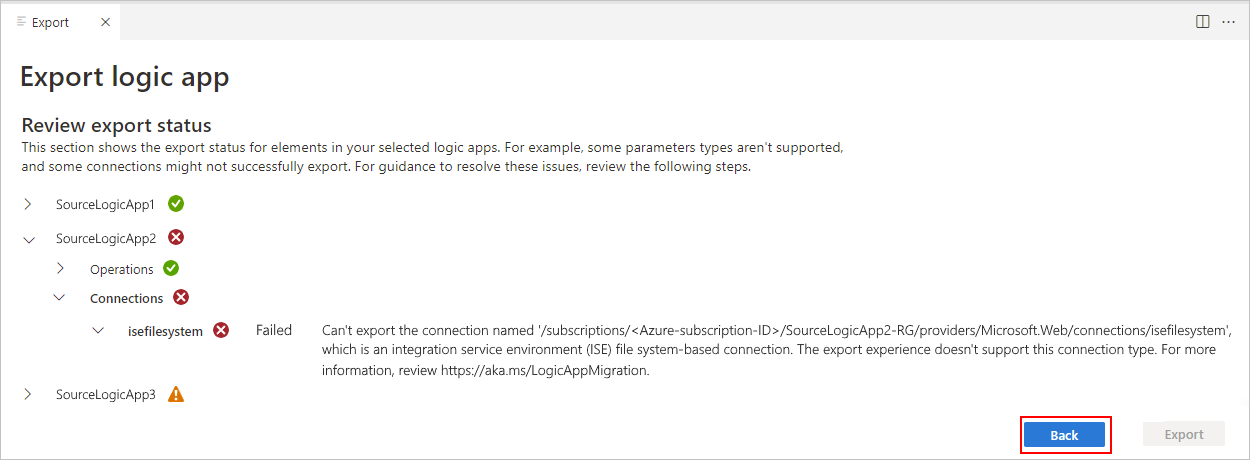 Export
Export logic app
Review export status
This section shows the export status for elements in your selected logic apps. For example, some parameters types aren't supported,
and some connections might not successfully export. For guidance to resolve these issues, review the following steps.
SourceLogicApp1
SourceLogicApp2
Operations
Connections
isefilesystem Failed Can't export the connection named '/subscriptions/<Azure-subscription-ID>/SourceLogicApp2-RG/providers/Microsoft.Web/connections/isefilesystem',
which is an integration service environment (ISE) file system-based connection. The export experience doesn't support this connection type. For more
information, review https://aka.ms/LogicAppMigration.
SourceLogicApp3
Back Export